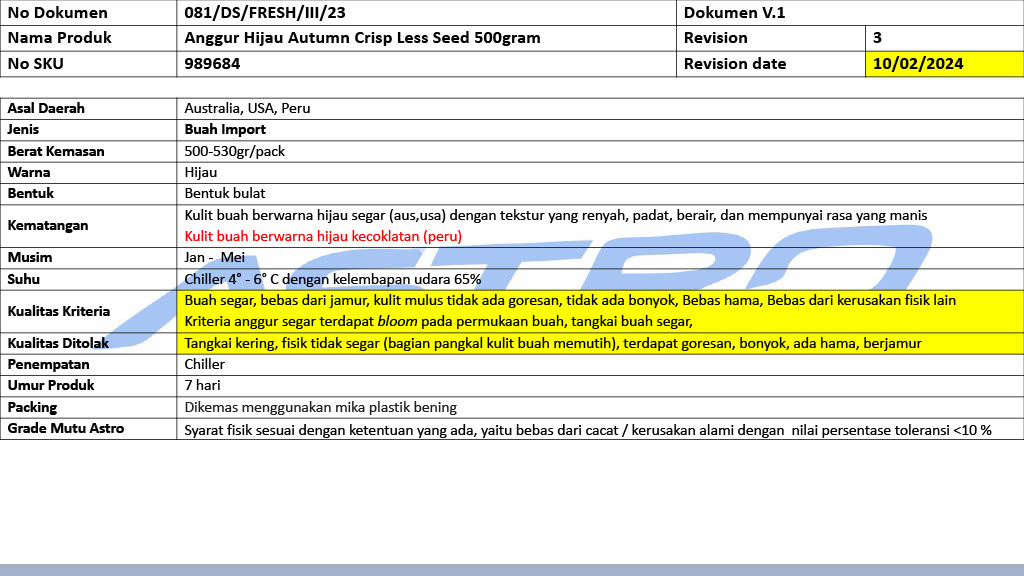 No Dokumen 081/DS/FRESH/III/23 Dokumen V.1
Nama Produk Anggur Hijau Autumn Crisp Less Seed 500gram Revision 3
No SKU 989684 Revision date 10/02/2024
Asal Daerah Australia, USA, Peru
Jenis Buah Import
Berat Kemasan 500-530gr/pack
Warna Hijau
Bentuk Bentuk bulat
Kematangan Kulit buah berwarna hijau segar (aus,usa) dengan tekstur yang renyah, padat, berair, dan mempunyai rasa yang manis
Kulit buah berwarna hijau kecoklatan (peru)
Musim Jan - Mei
Suhu Chiller 4° - 6° C dengan kelembapan udara 65%
Kualitas Kriteria Buah segar, bebas dari jamur, kulit mulus tidak ada goresan, tidak ada bonyok, Bebas hama, Bebas dari kerusakan fisik lain
Kriteria anggur segar terdapat bloom pada permukaan buah, tangkai buah segar,
Kualitas Ditolak Tangkai kering, fisik tidak segar (bagian pangkal kulit buah memutih), terdapat goresan, bonyok, ada hama, berjamur
Penempatan Chiller
Umur Produk 7 hari
Packing Dikemas menggunakan mika plastik bening
Grade Mutu Astro Syarat fisik sesuai dengan ketentuan yang ada, yaitu bebas dari cacat / kerusakan alami dengan nilai persentase toleransi <10 %
ASTRO